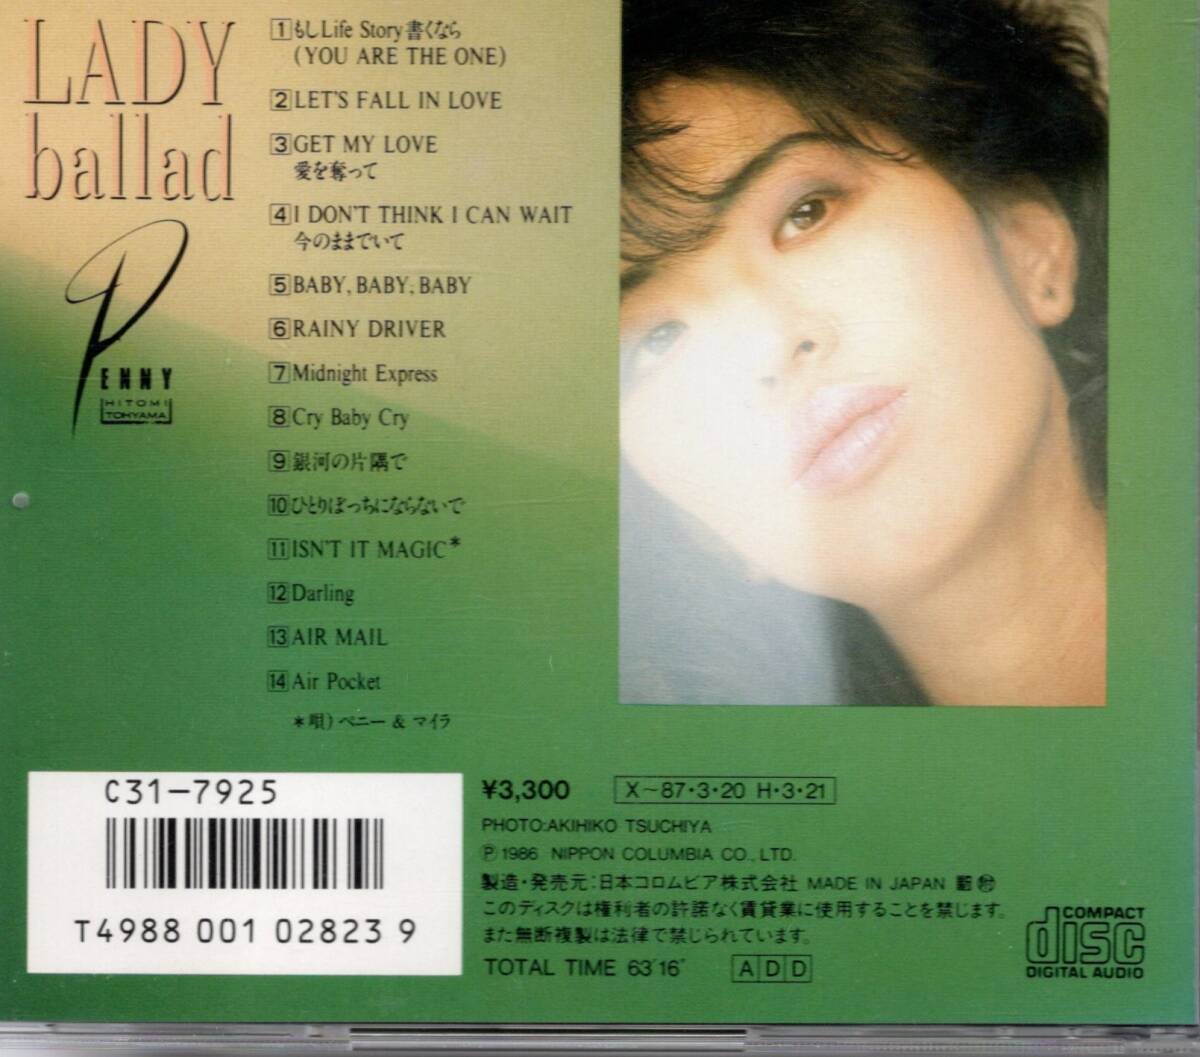 LADY
ballad
PENNY
HITOMI
TOHYAMA
1 もしLife Story書くなら
(YOU ARE THE ONE)
2 LET'S FALL IN LOVE
3 GET MY LOVE
愛を奪って
4 I DON'T THINK I CAN WAIT
今のままでいて
5 BABY, BABY, BABY
6 RAINY DRIVER
7 Midnight Express
8 Cry Baby Cry
9 銀河の片隅で
10 ひとりぼっちにならないで
11 ISN'T IT MAGIC*
12 Darling
13 AIR MAIL
14 Air Pocket
*唄) ペニー & マイラ
C31-7925
T4988 001 02823 9
¥3,300 X~87・3・20 H・3・21
PHOTO:AKIHIKO TSUCHIYA
Ⓟ1986 NIPPON COLUMBIA CO., LTD.
製造・発売元:日本コロムビア株式会社 MADE IN JAPAN
このディスクは権利者の許諾なく賃貸業に使用することを禁じます。
また無断複製は法律で禁じられています。
TOTAL TIME 63'16" ADD
COMPACT
disc
DIGITAL AUDIO